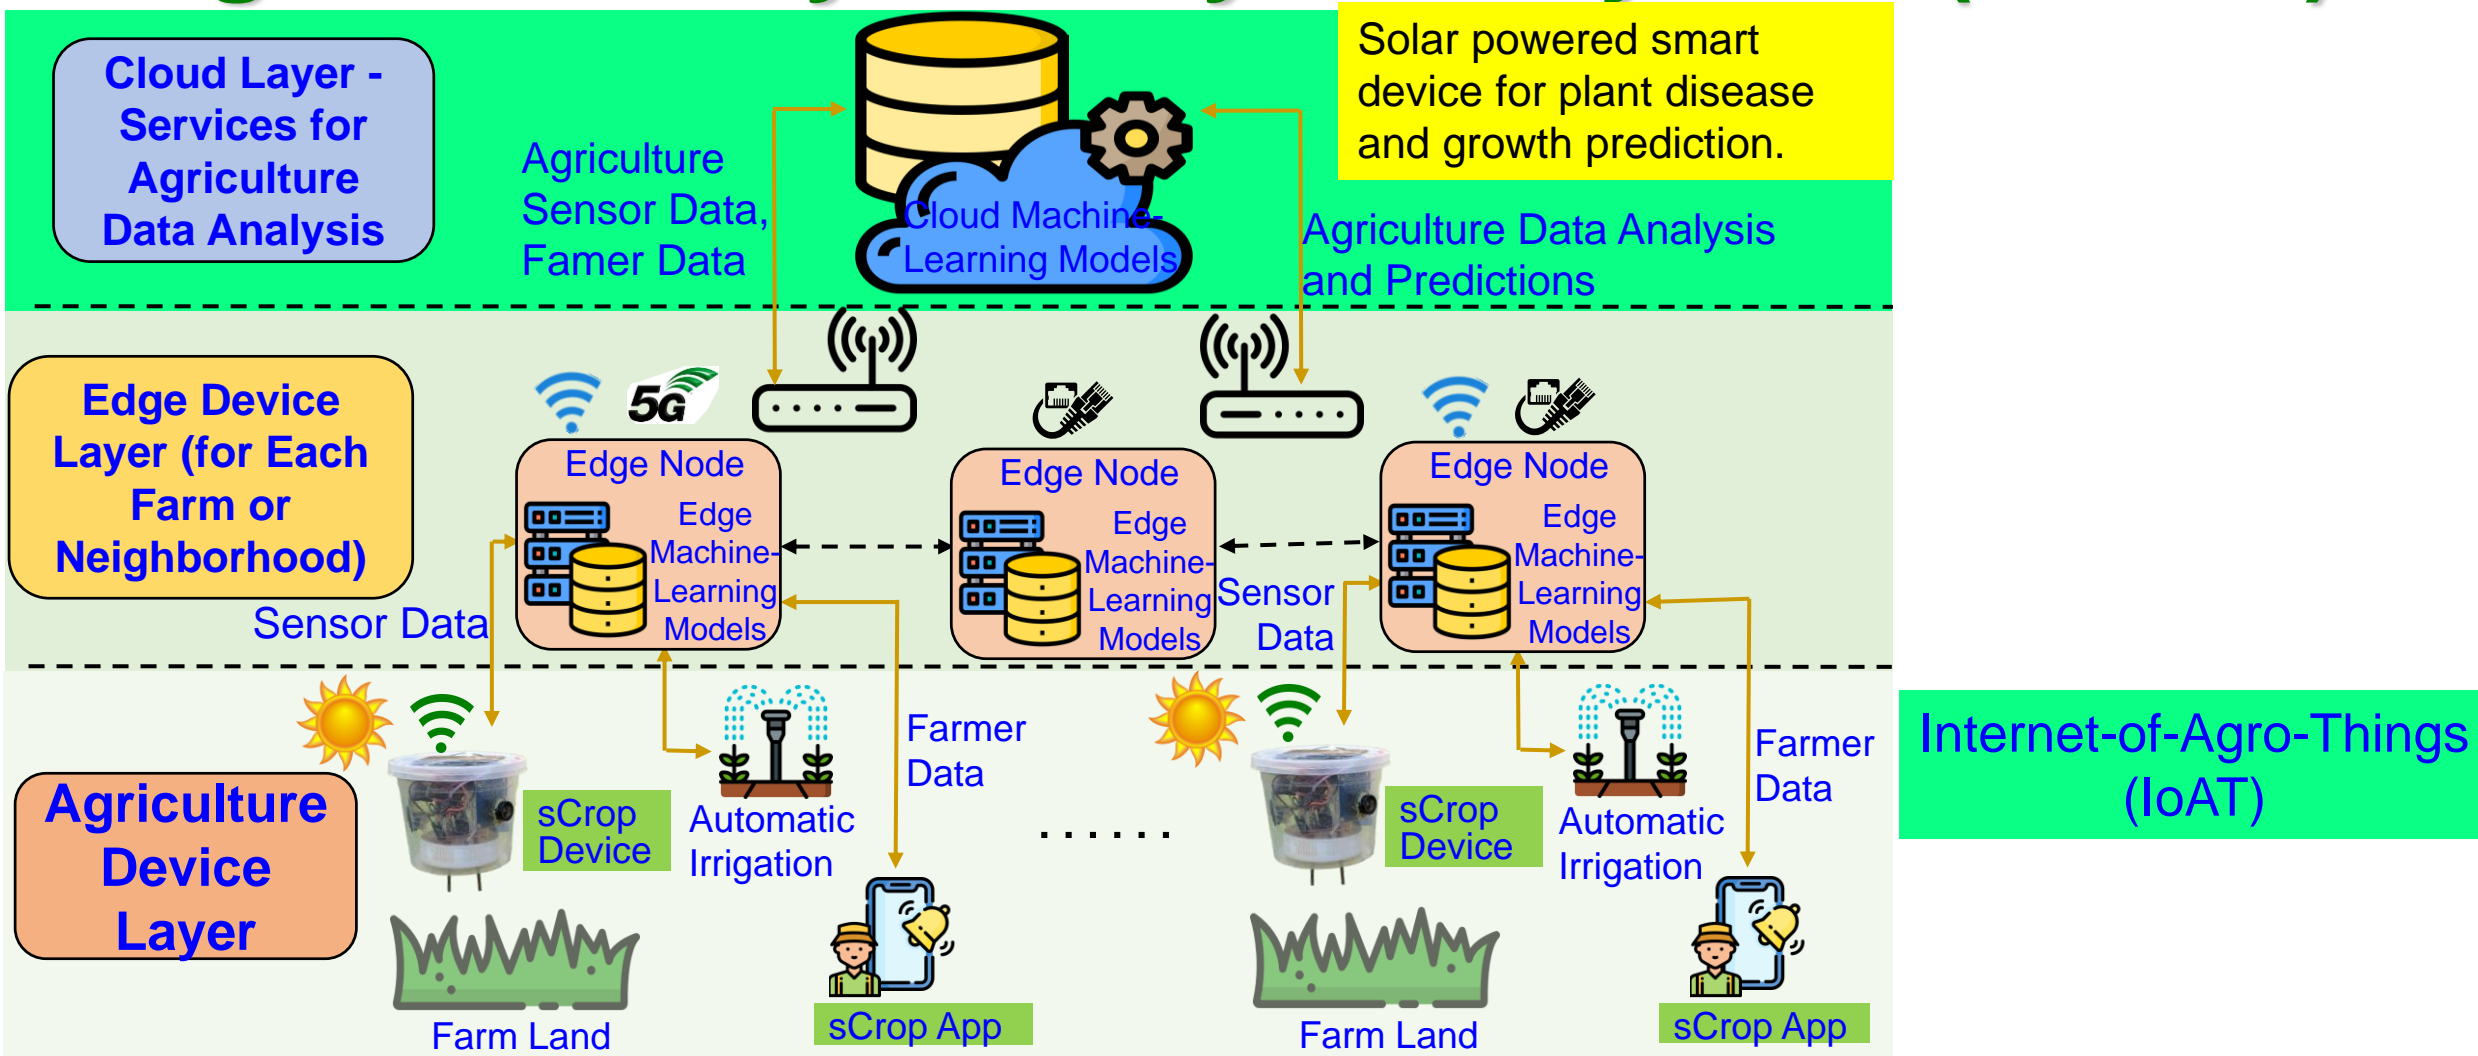 Cloud Layer -
Services for
Agriculture
Data Analysis
Agriculture
Sensor Data,
Famer Data
Cloud Machine-
Learning Models
Solar powered smart
device for plant disease
and growth prediction.
Agriculture Data Analysis
and Predictions
Edge Device
Layer (for Each
Farm or
Neighborhood)
5G
Edge Node
Edge
Machine-
Learning
Models
Edge Node
Edge
Machine-
Learning
Models
Edge Node
Edge
Machine-
Learning
Models
Sensor Data
Sensor
Data
Agriculture
Device
Layer
sCrop
Device
Automatic
Irrigation
Farmer
Data
. . . . . .
sCrop
Device
Automatic
Irrigation
Farmer
Data
Farm Land
sCrop App
Farm Land
sCrop App
Internet-of-Agro-Things
(IoAT)